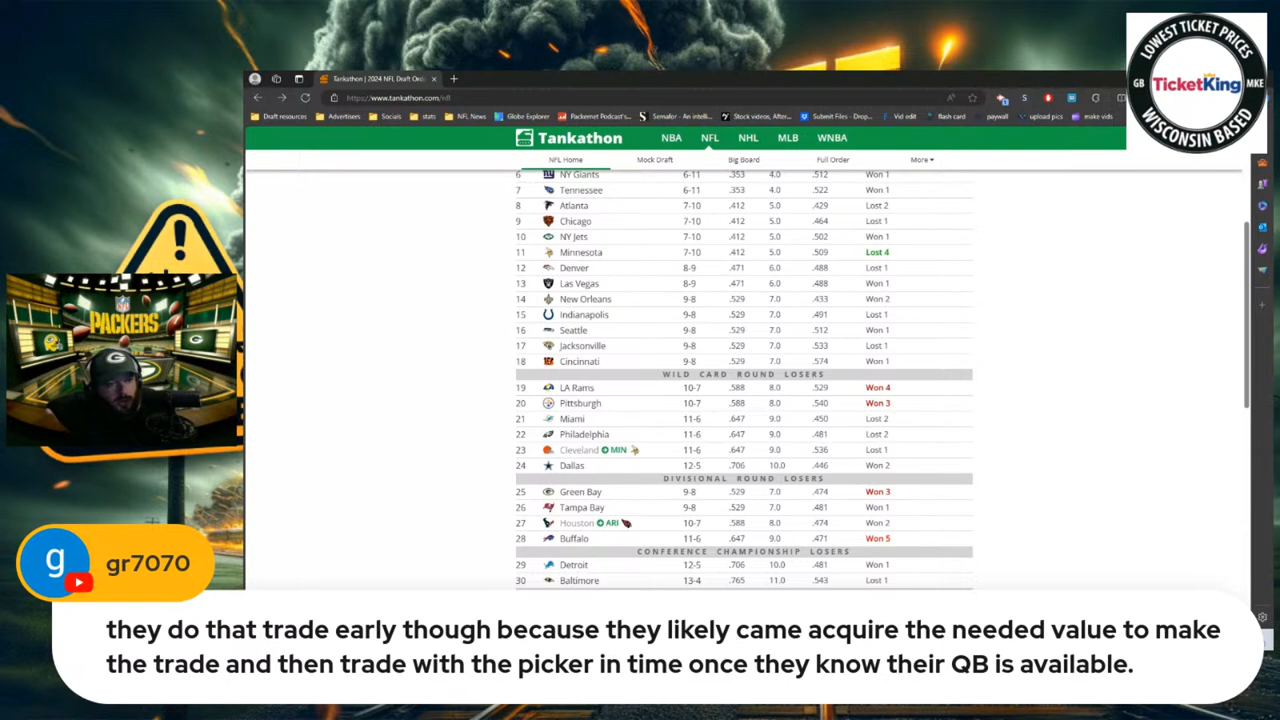 Tankathon | 2024 NFL Draft Ord
https://www.tankathon.com/nfl
Draft resources Advertisers Socials stats NFL News Globe Explorer Packernet Podcast's... Semafor - An intelli... Stock videos, After... Submit Files - Drop... Vid edit flash card paywall upload pics make vids
LOWEST TICKET PRICES
GB TicketKing MKE
WISCONSIN BASED
Tankathon NBA NFL NHL MLB WNBA
NFL Home Mock Draft Big Board Full Order More
6 NY Giants 6-11 .353 4.0 .512 Won 1
7 Tennessee 6-11 .353 4.0 .522 Won 1
8 Atlanta 7-10 .412 5.0 .429 Lost 2
9 Chicago 7-10 .412 5.0 .464 Lost 1
10 NY Jets 7-10 .412 5.0 .502 Won 1
11 Minnesota 7-10 .412 5.0 .509 Lost 4
12 Denver 8-9 .471 6.0 .488 Lost 1
13 Las Vegas 8-9 .471 6.0 .488 Won 1
14 New Orleans 9-8 .529 7.0 .433 Won 2
15 Indianapolis 9-8 .529 7.0 .491 Lost 1
16 Seattle 9-8 .529 7.0 .512 Won 1
17 Jacksonville 9-8 .529 7.0 .533 Lost 1
18 Cincinnati 9-8 .529 7.0 .574 Won 1
WILD CARD ROUND LOSERS
19 LA Rams 10-7 .588 8.0 .529 Won 4
20 Pittsburgh 10-7 .588 8.0 .540 Won 3
21 Miami 11-6 .647 9.0 .450 Lost 2
22 Philadelphia 11-6 .647 9.0 .481 Lost 2
23 Cleveland MIN 11-6 .647 9.0 .536 Lost 1
24 Dallas 12-5 .706 10.0 .446 Won 2
DIVISIONAL ROUND LOSERS
25 Green Bay 9-8 .529 7.0 .474 Won 3
26 Tampa Bay 9-8 .529 7.0 .481 Won 1
27 Houston ARI 10-7 .588 8.0 .474 Won 2
28 Buffalo 11-6 .647 9.0 .471 Won 5
CONFERENCE CHAMPIONSHIP LOSERS
29 Detroit 12-5 .706 10.0 .481 Won 1
30 Baltimore 13-4 .765 11.0 .543 Lost 1
NFL
PACKERS
g gr7070
they do that trade early though because they likely came acquire the needed value to make
the trade and then trade with the picker in time once they know their QB is available.